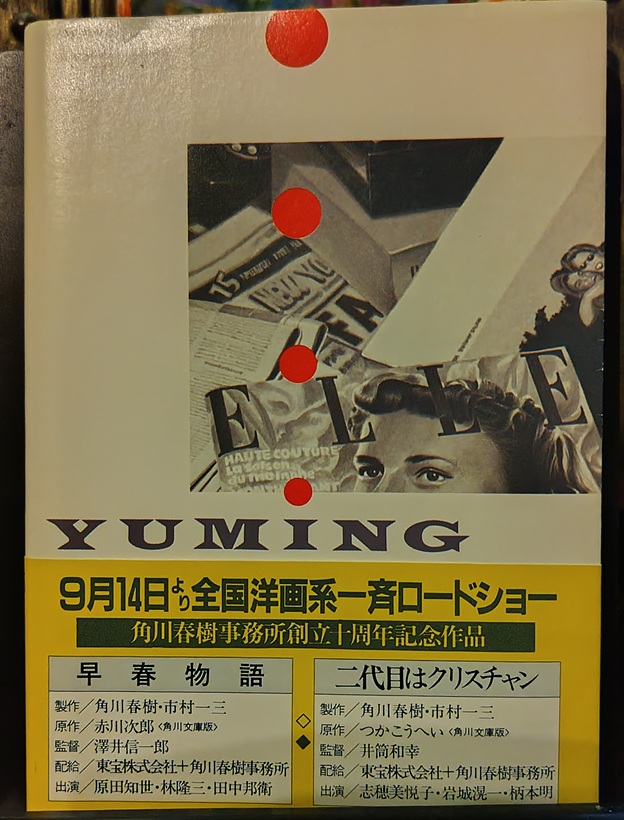 15
NEW YO
FA
ELLE
HAUTE COUTURE
La saison
YUMING
9月14日より全国洋画系一斉ロードショー
角川春樹事務所創立十周年記念作品
早春物語
製作／角川春樹・市村一三
原作／赤川次郎〈角川文庫版〉
監督／澤井信一郎
配給／東宝株式会社＋角川春樹事務所
出演／原田知世・林隆三・田中邦衛
二代目はクリスチャン
製作／角川春樹・市村一三
原作／つかこうへい〈角川文庫版〉
監督／井筒和幸
配給／東宝株式会社＋角川春樹事務所
出演／志穂美悦子・岩城滉一・柄本明